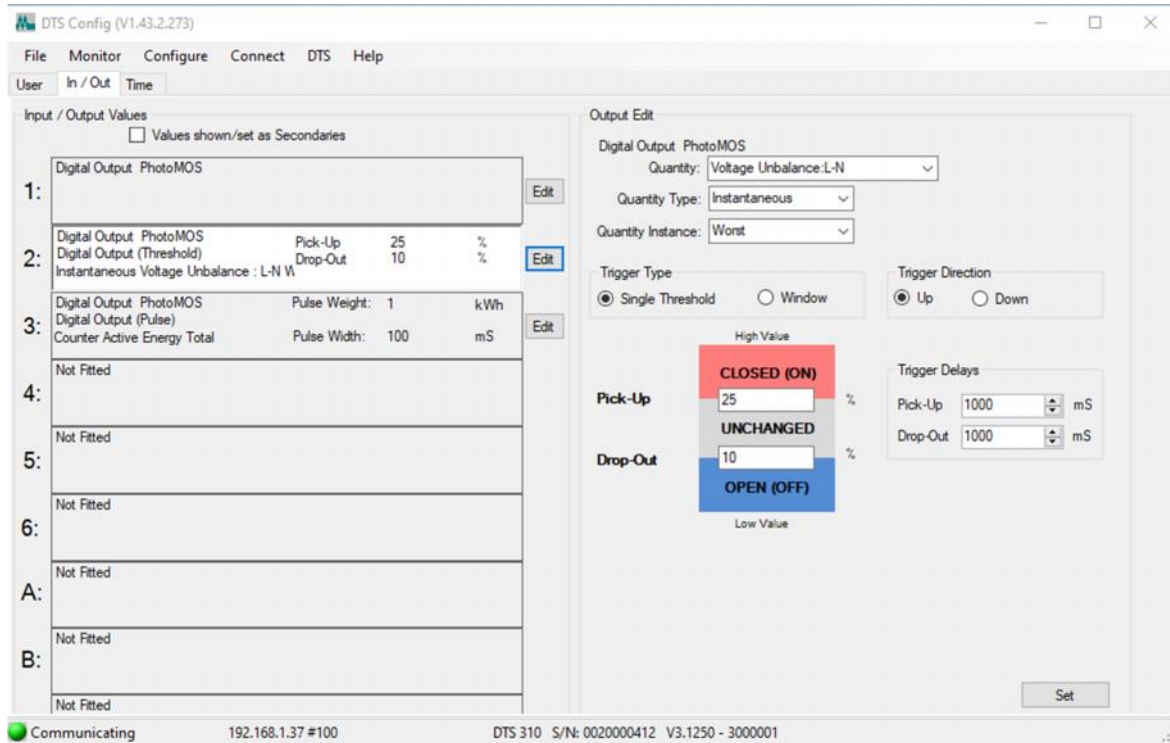 DTS Config (V1.43.2.273)
File Monitor Configure Connect DTS Help
User In / Out Time
Input / Output Values
Values shown/set as Secondaries
1:
Digital Output PhotoMOS
Edit
2:
Digital Output PhotoMOS
Digital Output (Threshold)
Instantaneous Voltage Unbalance : L-N W
Pick-Up 25 %
Drop-Out 10 %
Edit
3:
Digital Output PhotoMOS
Digital Output (Pulse)
Counter Active Energy Total
Pulse Weight: 1 kWh
Pulse Width: 100 mS
Edit
4:
Not Fitted
5:
Not Fitted
6:
Not Fitted
A:
Not Fitted
B:
Not Fitted
Not Fitted
Output Edit
Digital Output PhotoMOS
Quantity: Voltage Unbalance:L-N
Quantity Type: Instantaneous
Quantity Instance: Worst
Trigger Type
Single Threshold Window
Trigger Direction
Up Down
High Value
CLOSED (ON)
Pick-Up 25 %
UNCHANGED
Drop-Out 10 %
OPEN (OFF)
Low Value
Trigger Delays
Pick-Up 1000 mS
Drop-Out 1000 mS
Set
Communicating 192.168.1.37 #100 DTS 310 S/N: 0020000412 V3.1250 - 3000001